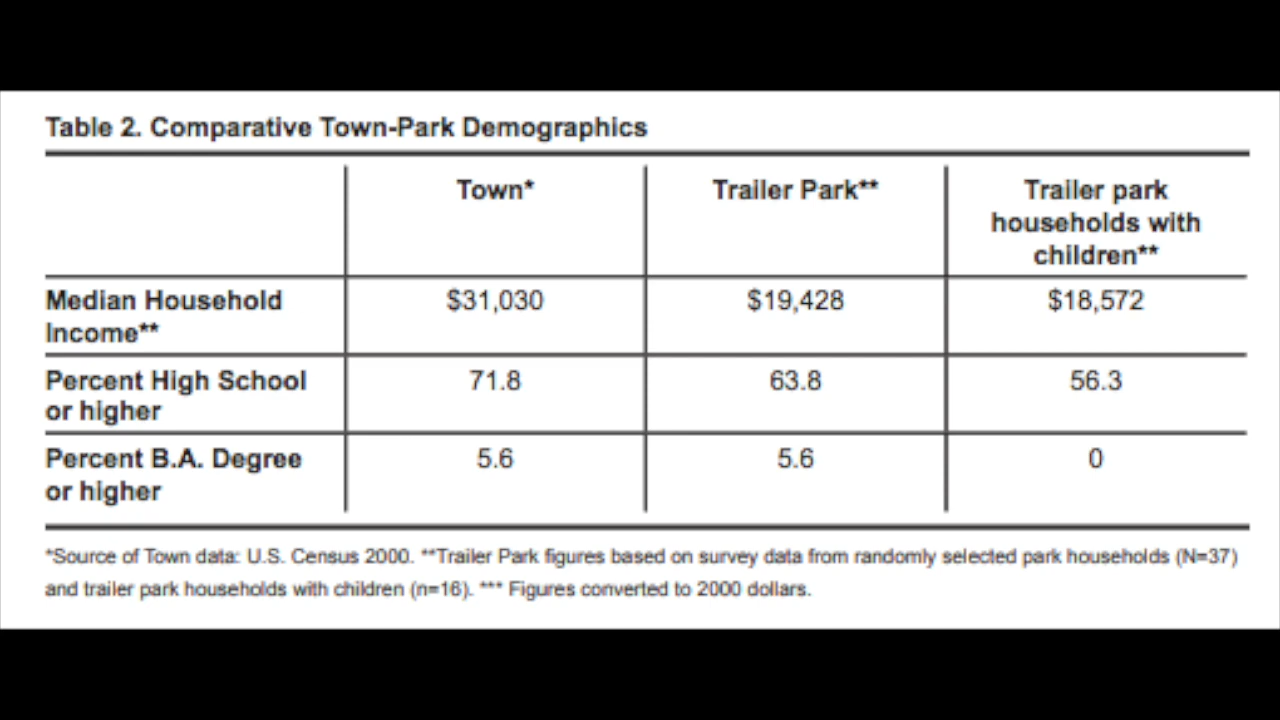 Table 2. Comparative Town-Park Demographics
Town*
Trailer Park**
Trailer park
households with
children**
Median Household
Income**
$31,030
$19,428
$18,572
Percent High School
or higher
71.8
63.8
56.3
Percent B.A. Degree
or higher
5.6
5.6
0
*Source of Town data: U.S. Census 2000. **Trailer Park figures based on survey data from randomly selected park households (N=37)
and trailer park households with children (n=16). *** Figures converted to 2000 dollars.